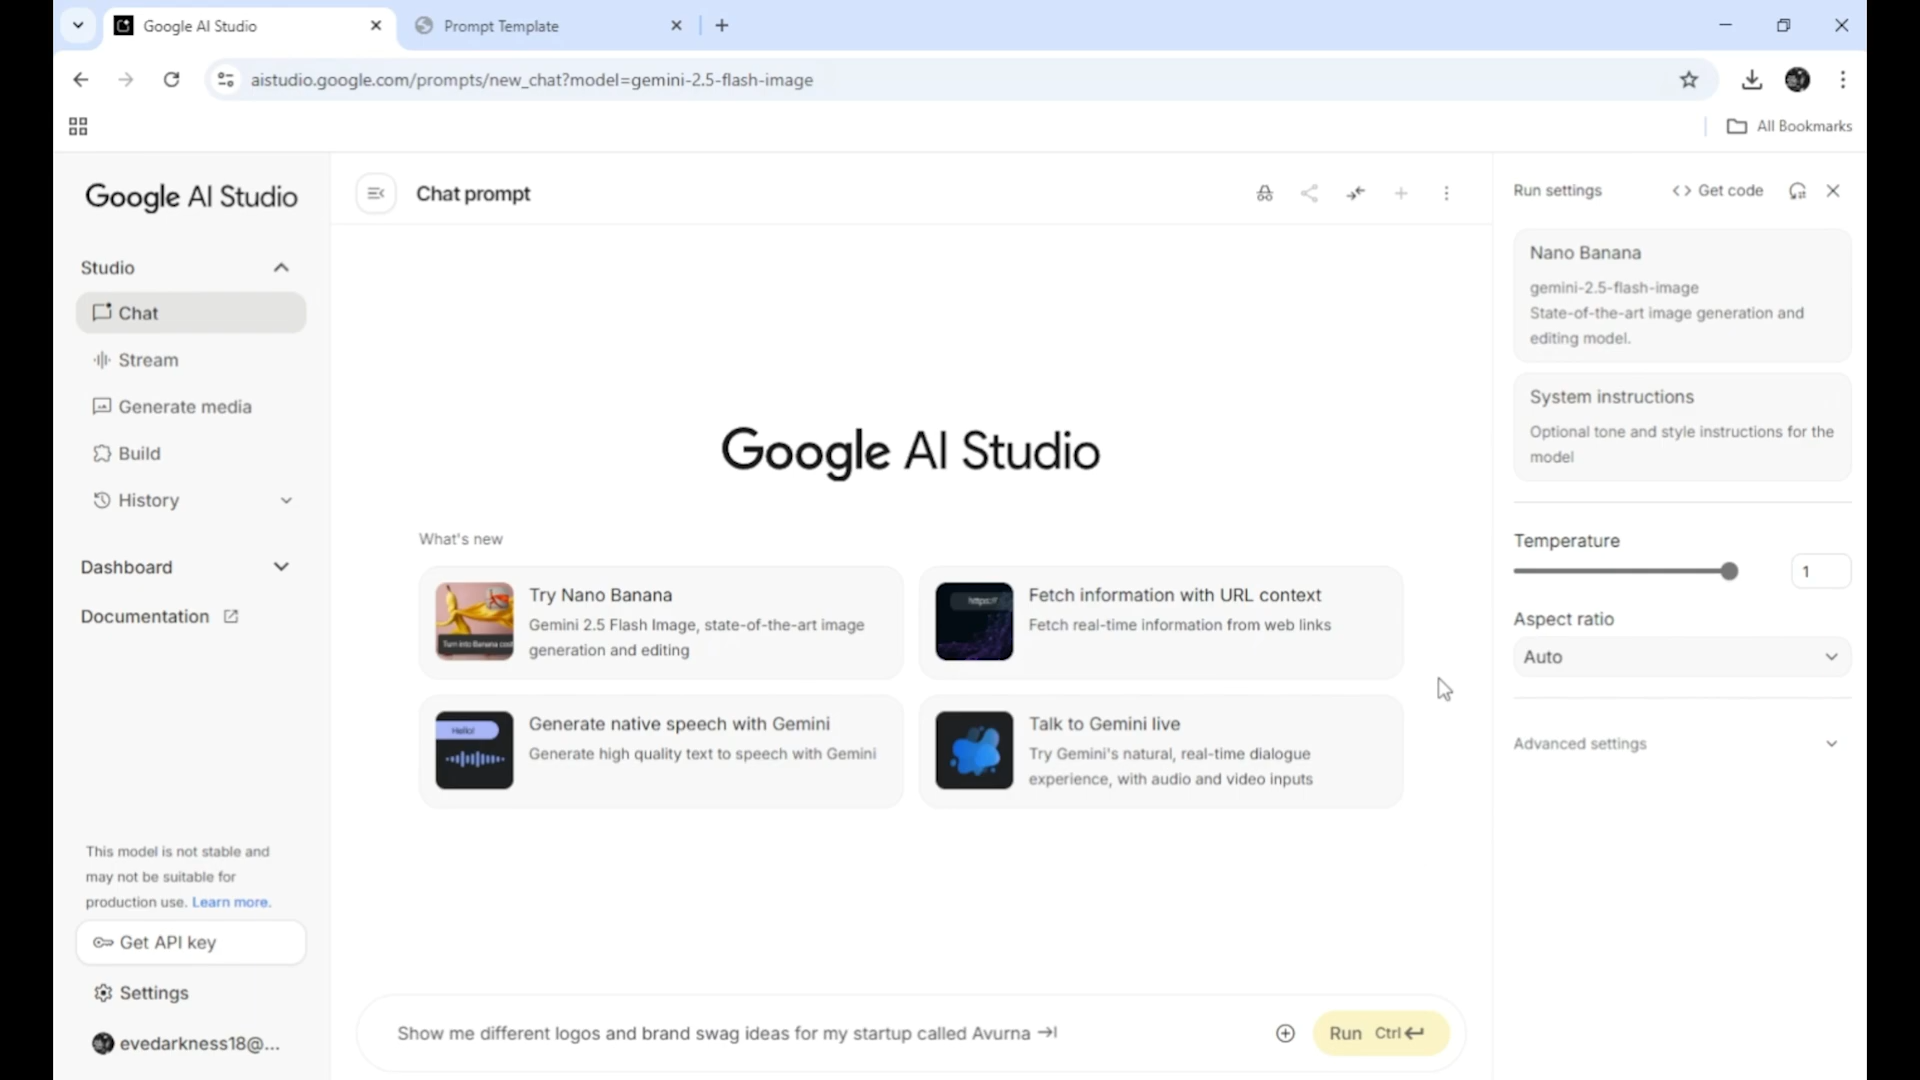 Google AI Studio
Prompt Template
aistudio.google.com/prompts/new_chat?model=gemini-2.5-flash-image
All Bookmarks
Google AI Studio
Studio
Chat
Stream
Generate media
Build
History
Dashboard
Documentation
This model is not stable and
may not be suitable for
production use. Learn more.
Get API key
Settings
evedarkness18@...
Chat prompt
Google AI Studio
What's new
Try Nano Banana
Gemini 2.5 Flash Image, state-of-the-art image
generation and editing
Fetch information with URL context
Fetch real-time information from web links
https://
Hello!
Generate native speech with Gemini
Generate high quality text to speech with Gemini
Talk to Gemini live
Try Gemini's natural, real-time dialogue
experience, with audio and video inputs
Show me different logos and brand swag ideas for my startup called Avurna
Run Ctrl
Run settings
<> Get code
Nano Banana
gemini-2.5-flash-image
State-of-the-art image generation and
editing model.
System instructions
Optional tone and style instructions for the
model
Temperature
1
Aspect ratio
Auto
Advanced settings